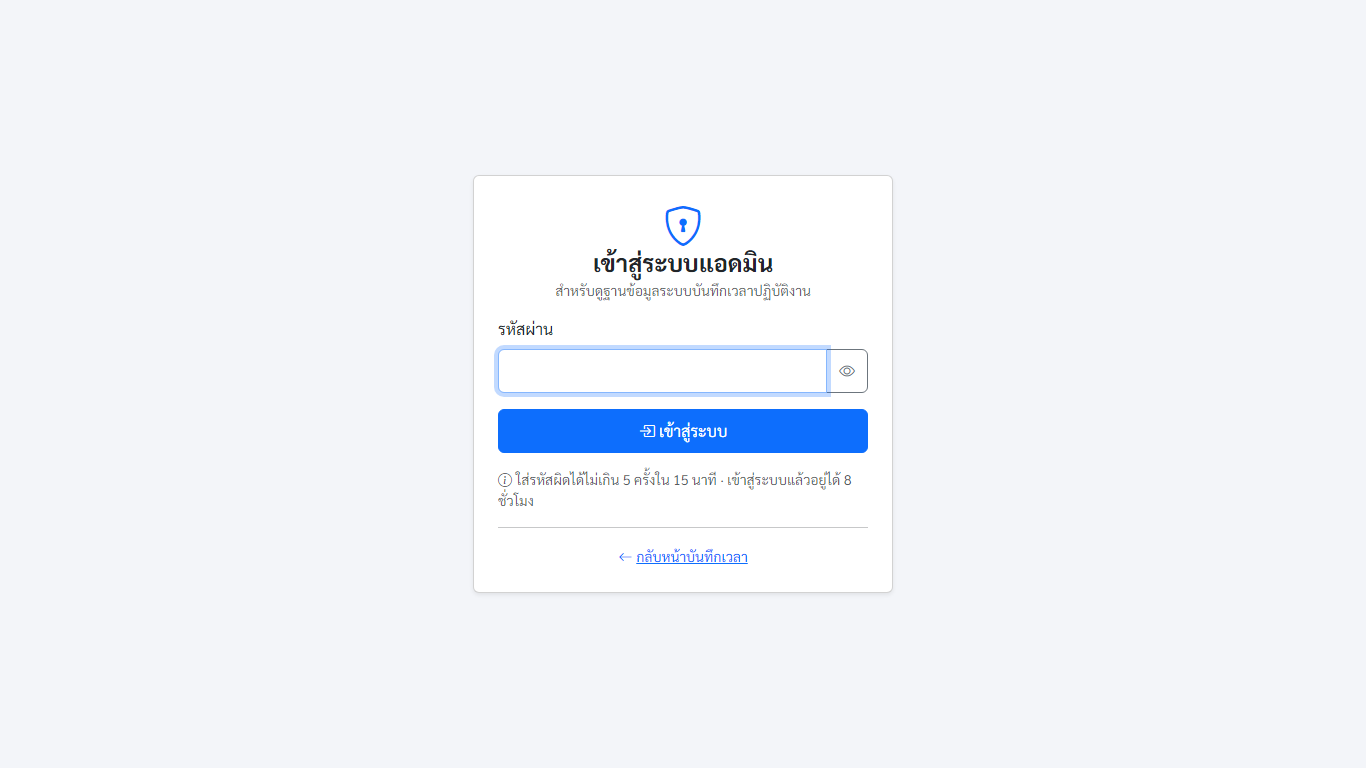 เข้าสู่ระบบแอดมิน
สำหรับดูฐานข้อมูลระบบบันทึกเวลาปฏิบัติงาน
รหัสผ่าน
เข้าสู่ระบบ
ใส่รหัสผิดได้ไม่เกิน 5 ครั้งใน 15 นาที · เข้าสู่ระบบแล้วอยู่ได้ 8
ชั่วโมง
← กลับหน้าบันทึกเวลา